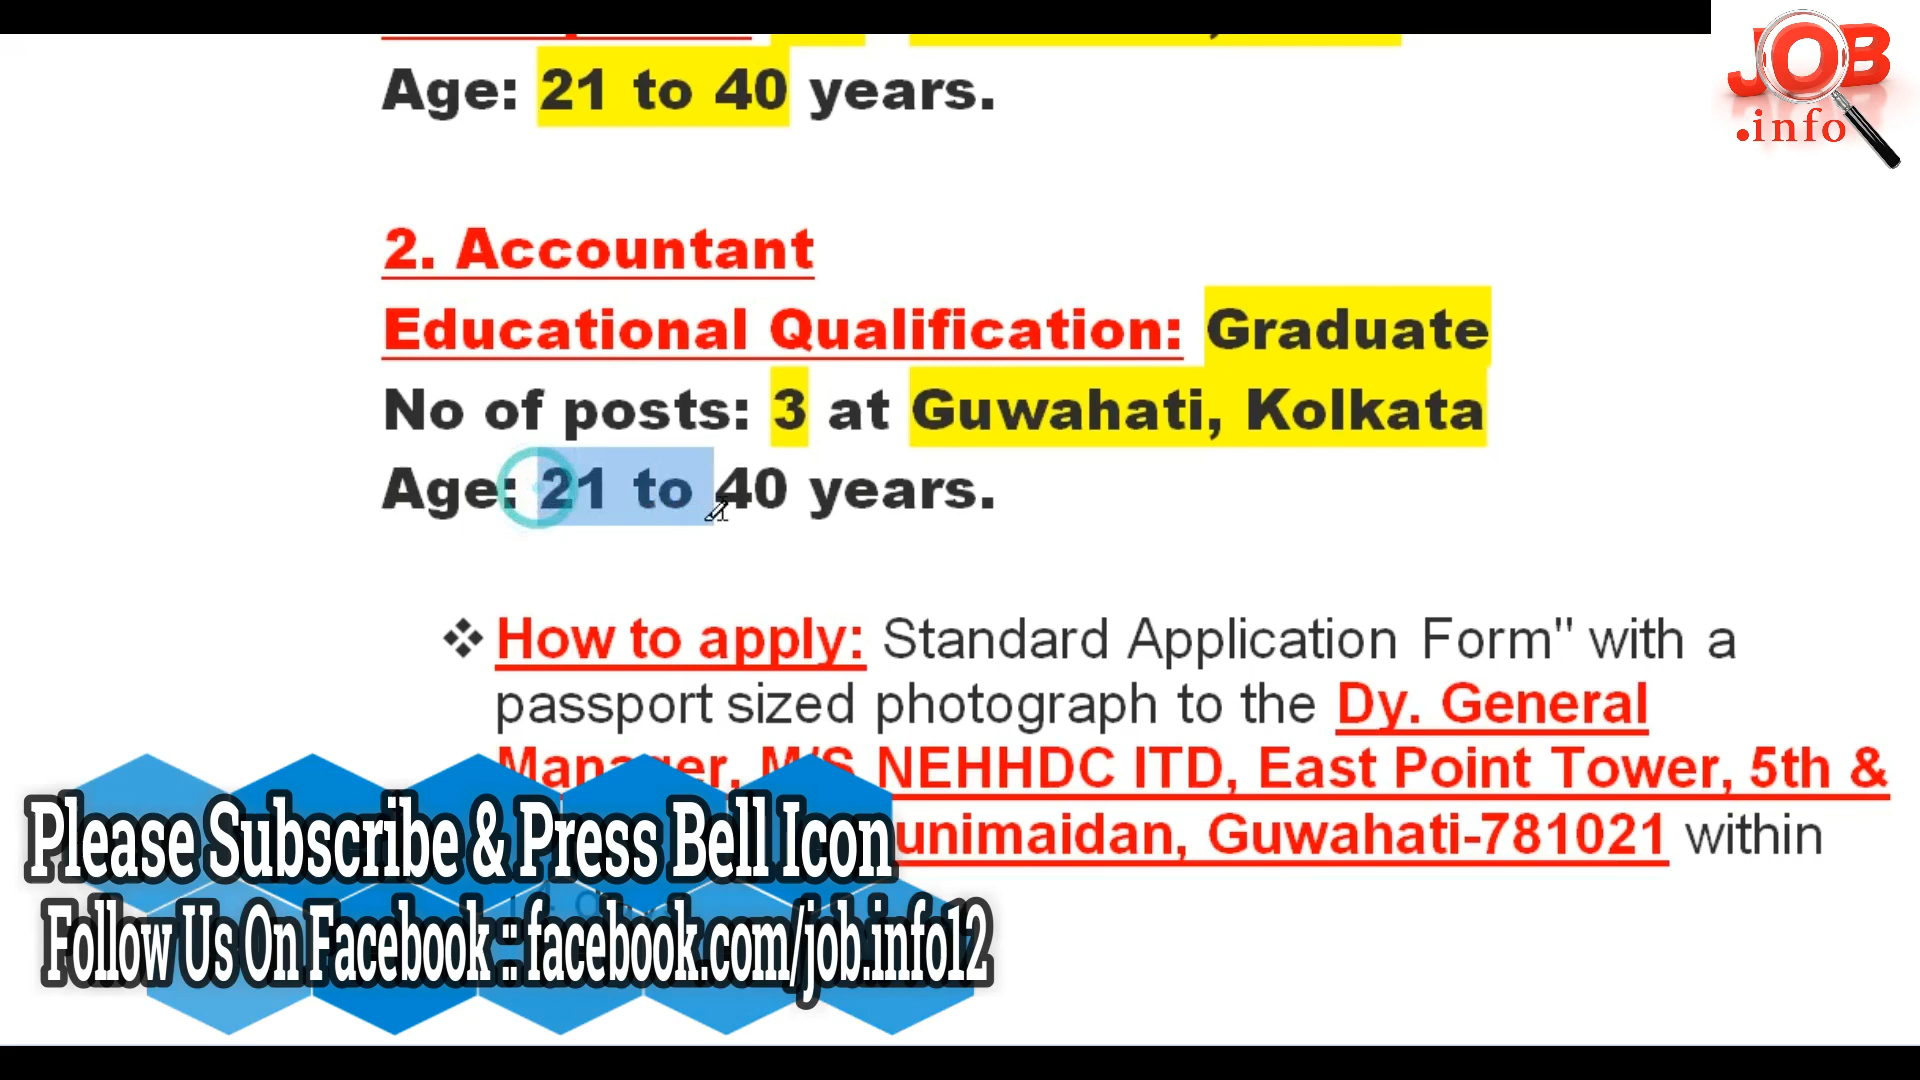 JOB
.info
Age: 21 to 40 years.
2. Accountant
Educational Qualification: Graduate
No of posts: 3 at Guwahati, Kolkata
Age: 21 to 40 years.
❖ How to apply: Standard Application Form" with a
passport sized photograph to the Dy. General
Manager, M/S NEHHDC ITD, East Point Tower, 5th &
unimaidan, Guwahati-781021 within
Please Subscribe & Press Bell Icon
Follow Us On Facebook :: facebook.com/job.info12